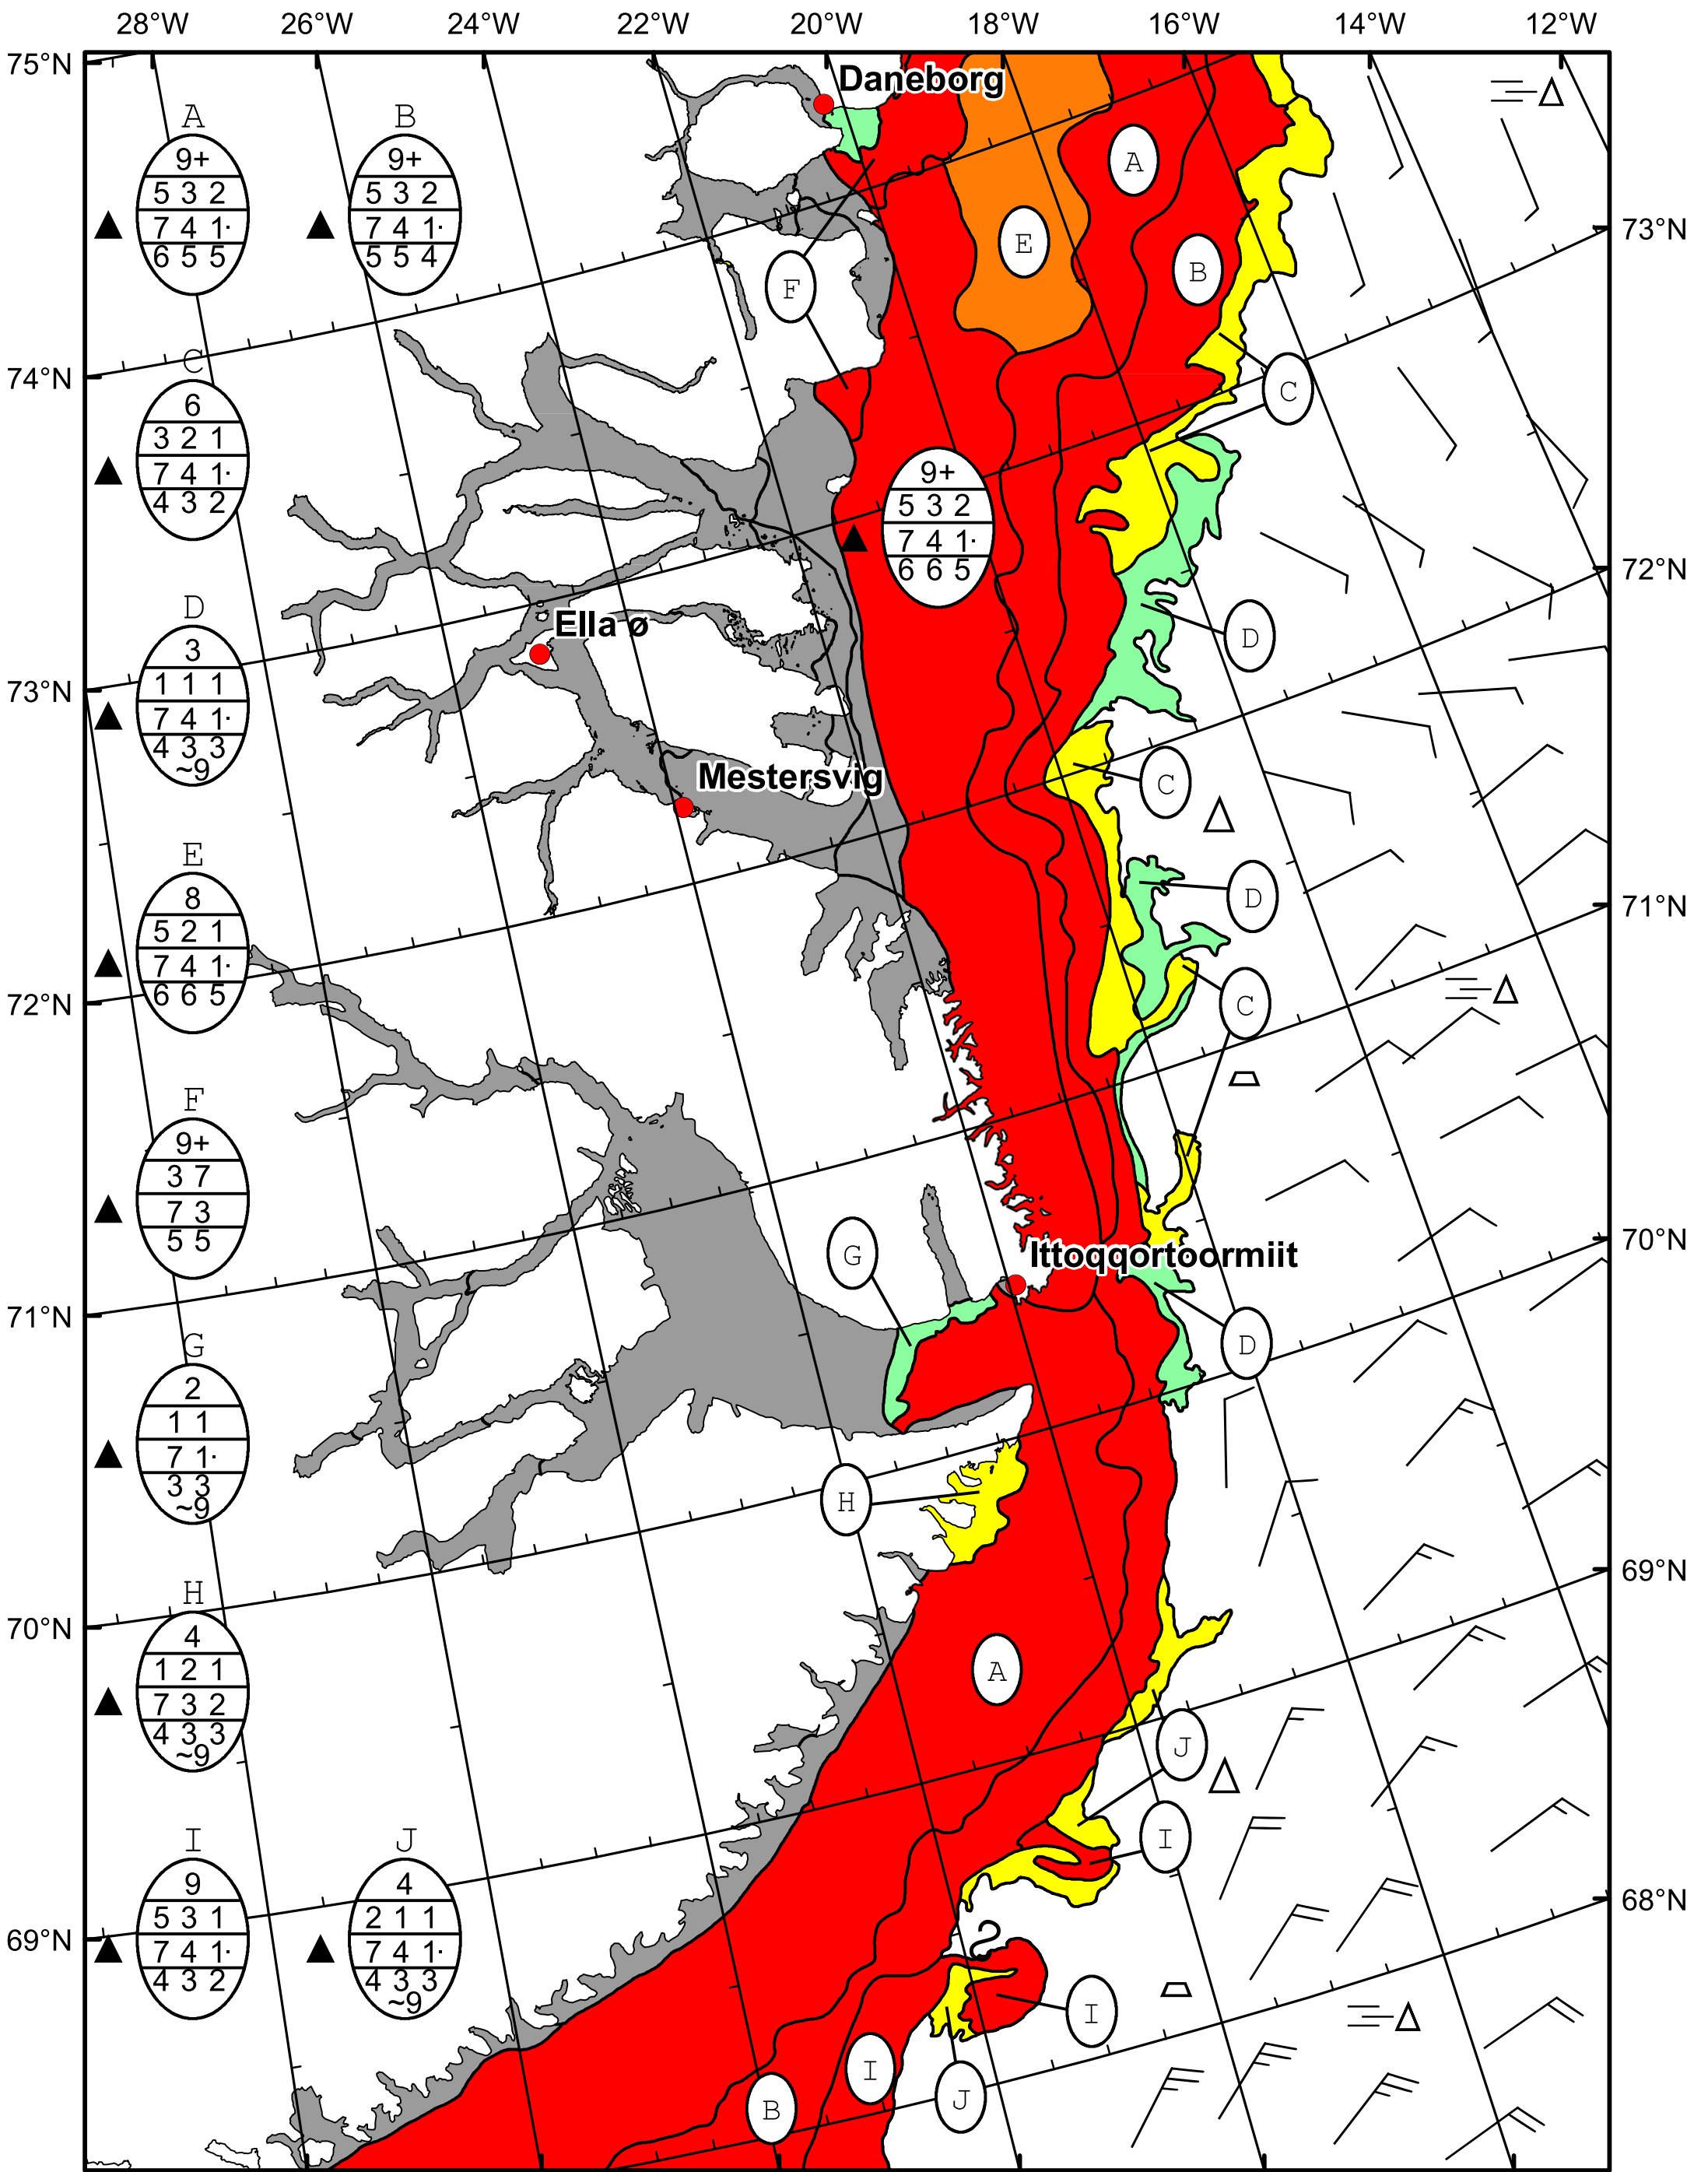 28°W 26°W 24°W 22°W 20°W 18°W 16°W 14°W 12°W
75°N
Daneborg
A
9+
5 3 2
7 4 1·
6 5 5
B
9+
5 3 2
7 4 1·
5 5 4
A
E
B
F
73°N
74°N
C
6
3 2 1
7 4 1·
4 3 2
C
9+
5 3 2
7 4 1·
6 6 5
72°N
D
3
1 1 1
7 4 1·
4 3 3
~9
Ella ø
D
73°N
Mestersvig
C
E
8
5 2 1
7 4 1·
6 6 5
D
71°N
72°N
C
F
9+
3 7
7 3
5 5
G
Ittoqqortoormiit
70°N
71°N
D
G
2
1 1
7 1·
3 3
~9
H
69°N
70°N
H
4
1 2 1
7 3 2
4 3 3
~9
A
J
I
I
9
5 3 1
7 4 1·
4 3 2
J
4
2 1 1
7 4 1·
4 3 3
~9
68°N
69°N
I
I
J
B